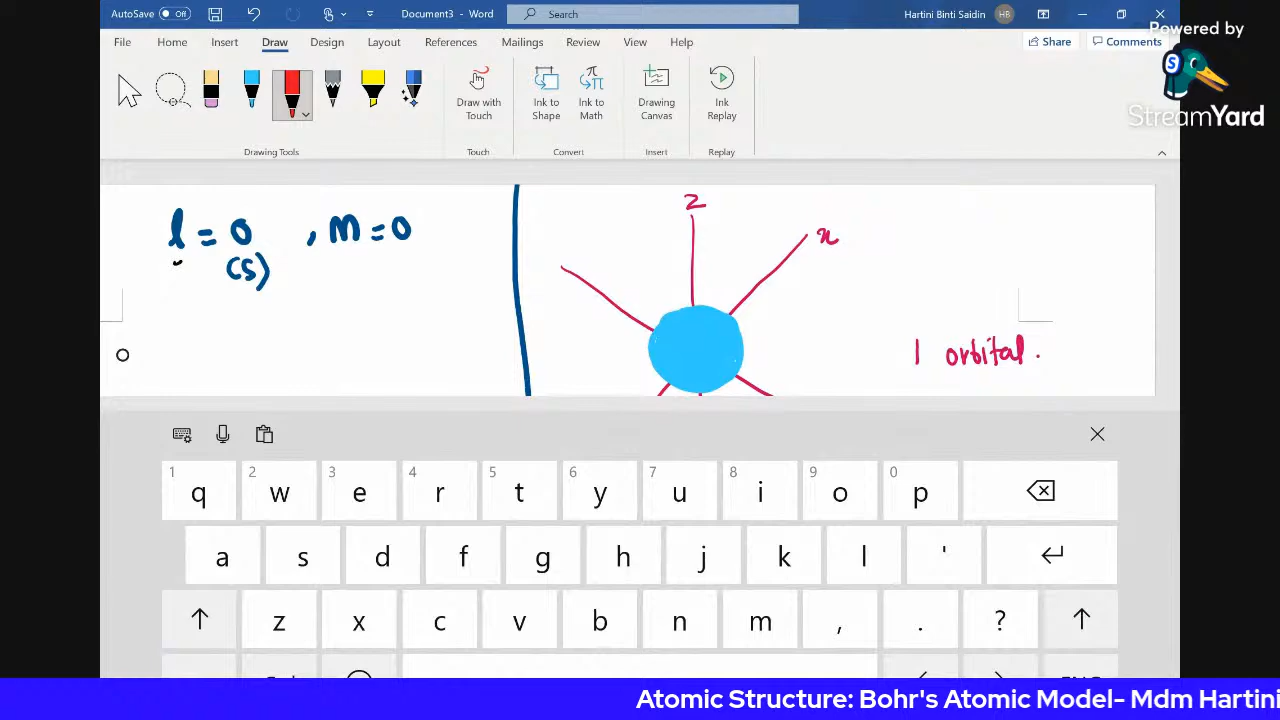 AutoSave Off Document3 - Word Search Hartini Binti Saidin HB
File Home Insert Draw Design Layout References Mailings Review View Help Share Comments
Powered by
StreamYard
Draw with Touch
Ink to Shape
Ink to Math
Drawing Canvas
Ink Replay
Drawing Tools Touch Convert Insert Replay
l = 0 , m = 0
(s)
z
x
1 orbital.
1 2 3 4 5 6 7 8 9 0
q w e r t y u i o p
a s d f g h j k l '
z x c v b n m , . ?
Atomic Structure: Bohr's Atomic Model- Mdm Hartini